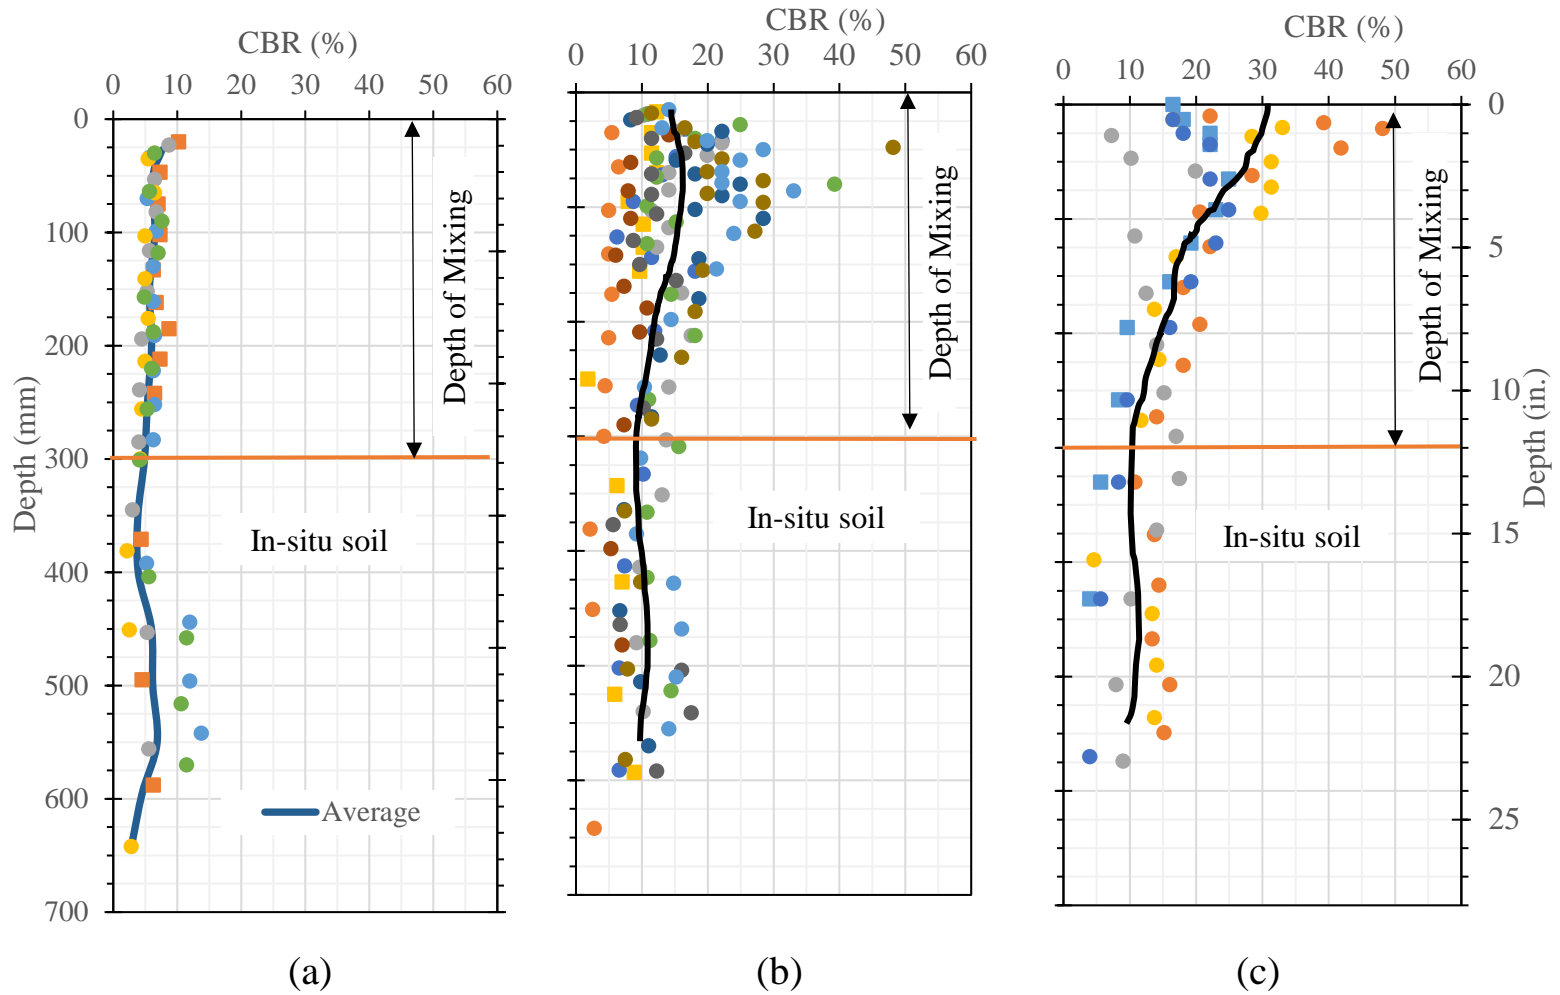 CBR (%)
0 10 20 30 40 50 60
0
100
200
300
400
500
600
700
Depth (mm)
Depth of Mixing
In-situ soil
Average
(a)
CBR (%)
0 10 20 30 40 50 60
Depth of Mixing
In-situ soil
(b)
CBR (%)
0 10 20 30 40 50 60
Depth of Mixing
In-situ soil
0
5
10
15
20
25
Depth (in.)
(c)